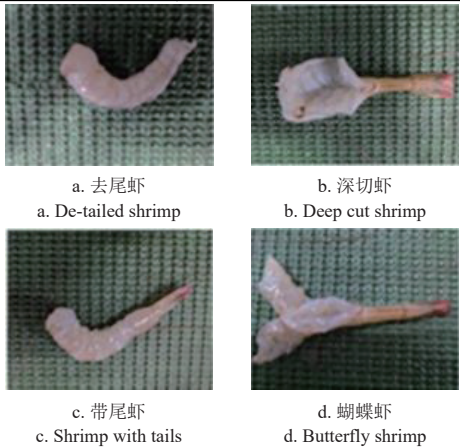 a. 去尾虾
a. De-tailed shrimp
b. 深切虾
b. Deep cut shrimp
c. 带尾虾
c. Shrimp with tails
d. 蝴蝶虾
d. Butterfly shrimp